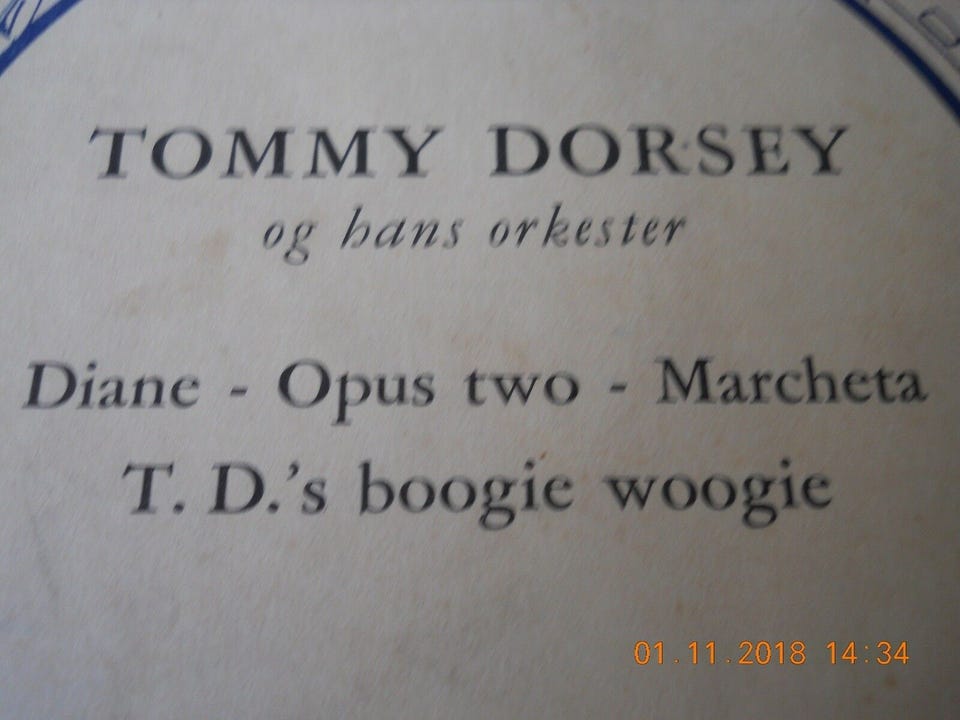 TOMMY DORSEY
og hans orkester
Diane - Opus two - Marcheta
T. D.'s boogie woogie
01.11.2018 14:34